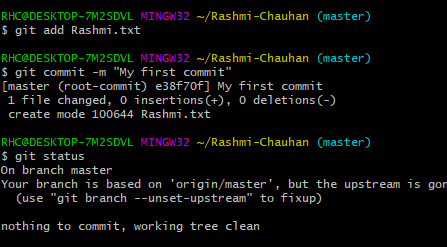 RHC@DESKTOP-7M2SDVL MINGW32 ~/Rashmi-Chauhan (master)
$ git add Rashmi.txt
RHC@DESKTOP-7M2SDVL MINGW32 ~/Rashmi-Chauhan (master)
$ git commit -m "My first commit"
[master (root-commit) e38f70f] My first commit
 1 file changed, 0 insertions(+), 0 deletions(-)
 create mode 100644 Rashmi.txt
RHC@DESKTOP-7M2SDVL MINGW32 ~/Rashmi-Chauhan (master)
$ git status
On branch master
Your branch is based on 'origin/master', but the upstream is gon
  (use "git branch --unset-upstream" to fixup)
nothing to commit, working tree clean